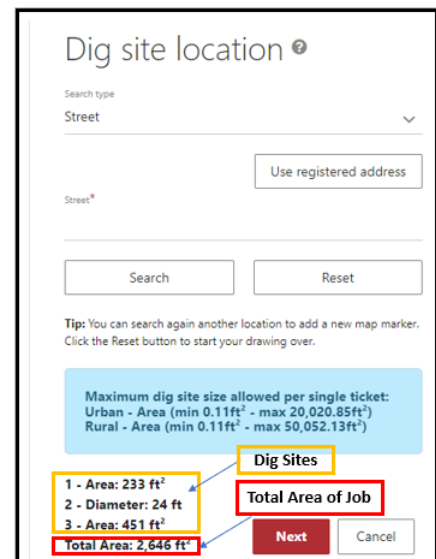 Dig site location ?
Search type
Street
Use registered address
Street*
Search
Reset
Tip: You can search again another location to add a new map marker.
Click the Reset button to start your drawing over.
Maximum dig site size allowed per single ticket:
Urban - Area (min 0.11ft² - max 20,020.85ft²)
Rural - Area (min 0.11ft² - max 50,052.13ft²)
Dig Sites
1 - Area: 233 ft²
2 - Diameter: 24 ft
3 - Area: 451 ft²
Total Area of Job
Total Area: 2,646 ft²
Next
Cancel